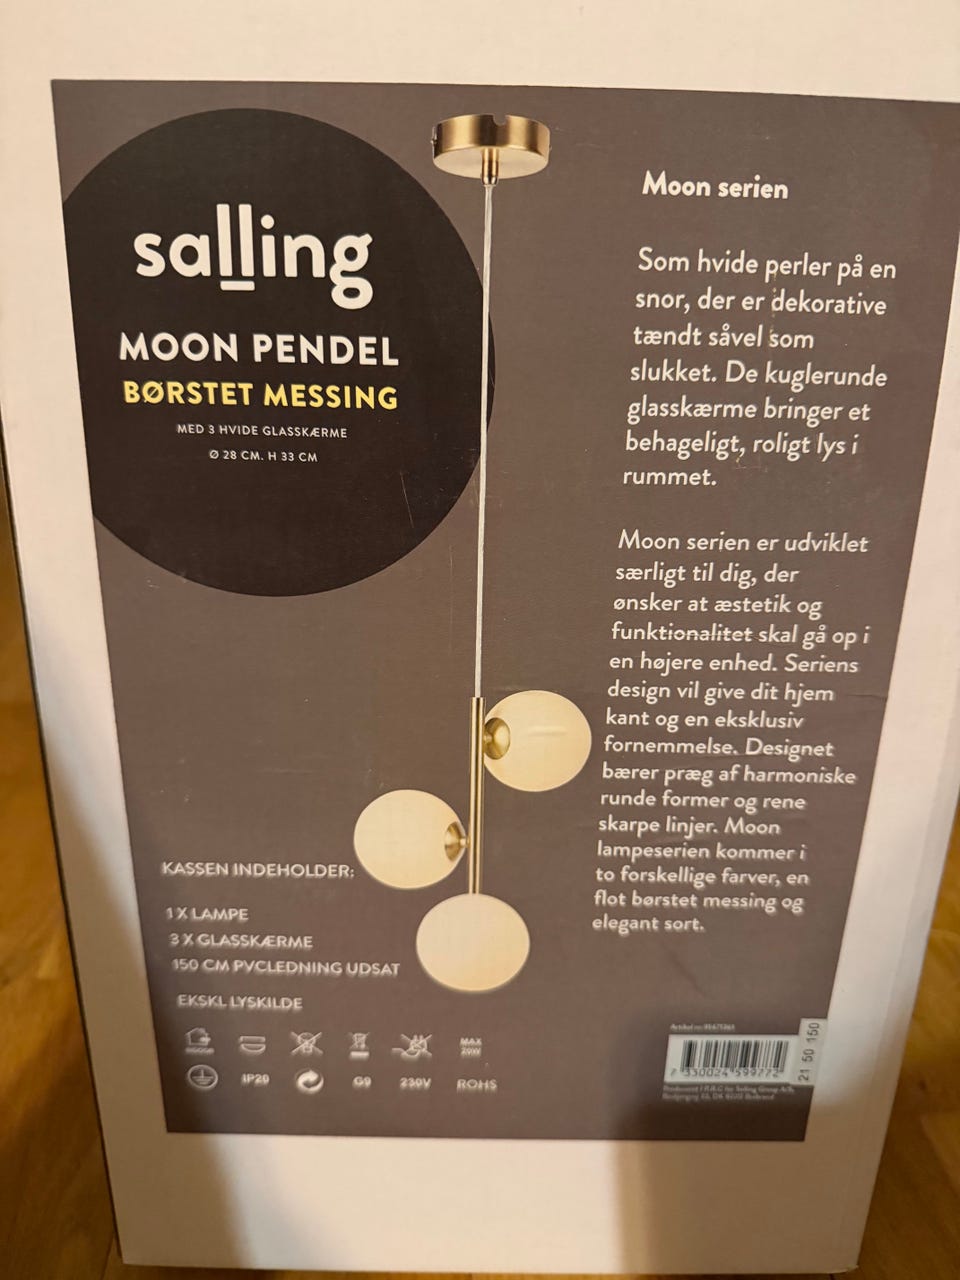 salling
MOON PENDEL
BØRSTET MESSING
MED 3 HVIDE GLASSKÆRME
Ø 28 CM. H 33 CM
Moon serien
Som hvide perler på en
snor, der er dekorative
tændt såvel som
slukket. De kuglerunde
glasskærme bringer et
behageligt, roligt lys i
rummet.
Moon serien er udviklet
særligt til dig, der
ønsker at æstetik og
funktionalitet skal gå op i
en højere enhed. Seriens
design vil give dit hjem
kant og en eksklusiv
fornemmelse. Designet
bærer præg af harmoniske
runde former og rene
skarpe linjer. Moon
lampeserien kommer i
to forskellige farver, en
flot børstet messing og
elegant sort.
KASSEN INDEHOLDER:
1 X LAMPE
3 X GLASSKÆRME
150 CM PVCLEDNING UDSAT
EKSKL LYSKILDE
MAX
20W
IP20
G9
230V
ROHS
Artikel nr:
7 330024 599772
21 50 150